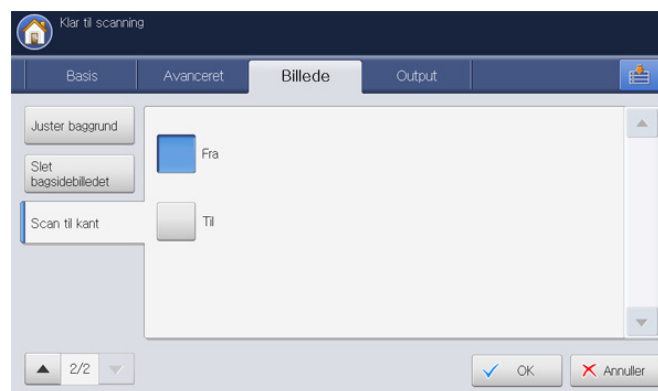 Klar til scanning
Basis
Avanceret
Billede
Output
Juster baggrund
Slet
bagsidebilledet
Scan til kant
Fra
Til
2/2
OK
Annuller